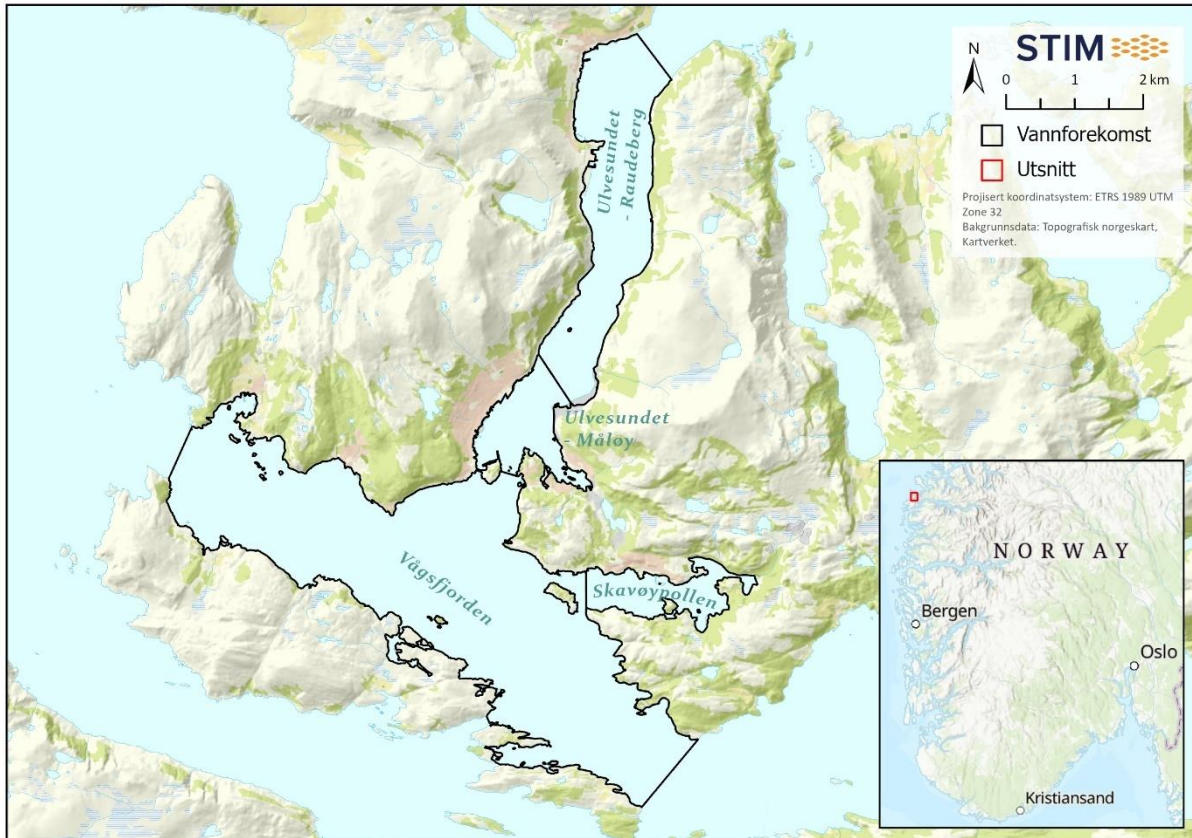 STIM
N
0 1 2 km
Vannforekomst
Utsnitt
Projisert koordinatsystem: ETRS 1989 UTM
Zone 32
Bakgrunnsdata: Topografisk norgeskart,
Kartverket.
Ulvesundet
- Raudeberg
Ulvesundet
- Måløy
Vågsfjorden
Skavøypollen
NORWAY
Bergen
Oslo
Kristiansand